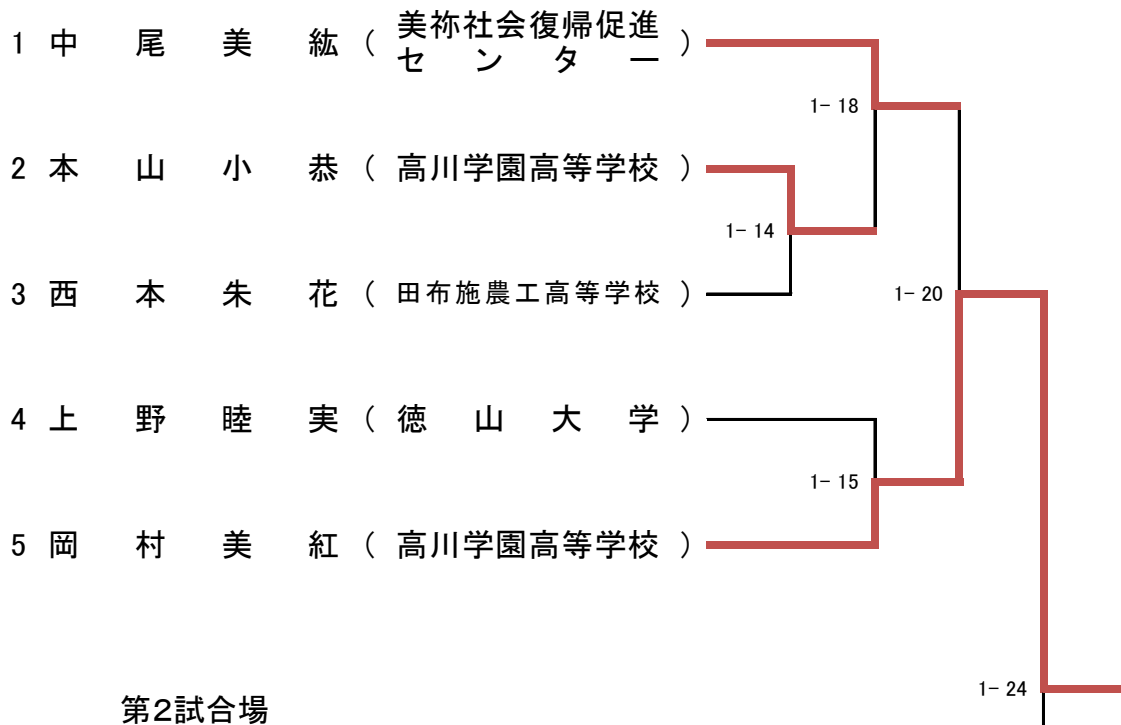 1 中尾美紘 ( 美祢社会復帰促進
センター )
1- 18
2 本山小恭 ( 高川学園高等学校 )
1- 14
3 西本朱花 ( 田布施農工高等学校 )
1- 20
4 上野睦実 ( 徳山大学 )
1- 15
5 岡村美紅 ( 高川学園高等学校 )
1- 24
第2試合場